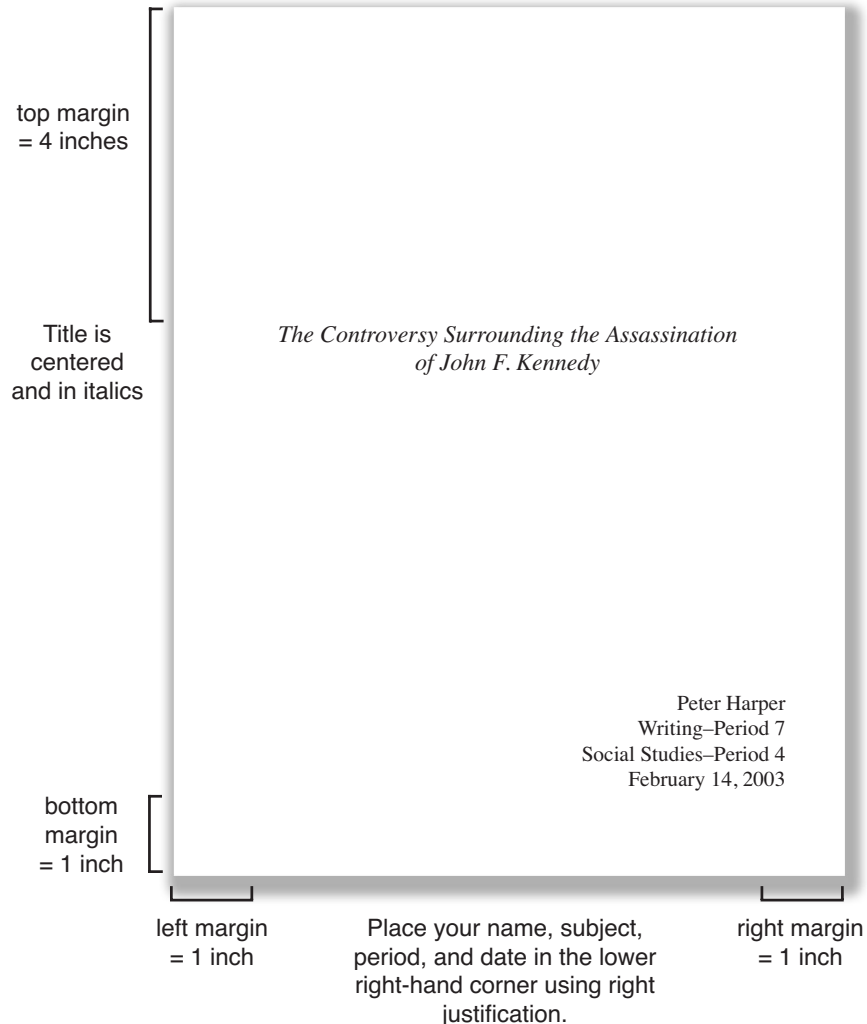 top margin
= 4 inches
Title is
centered
and in italics
The Controversy Surrounding the Assassination
of John F. Kennedy
Peter Harper
Writing–Period 7
Social Studies–Period 4
February 14, 2003
bottom
margin
= 1 inch
left margin
= 1 inch
Place your name, subject,
period, and date in the lower
right-hand corner using right
justification.
right margin
= 1 inch